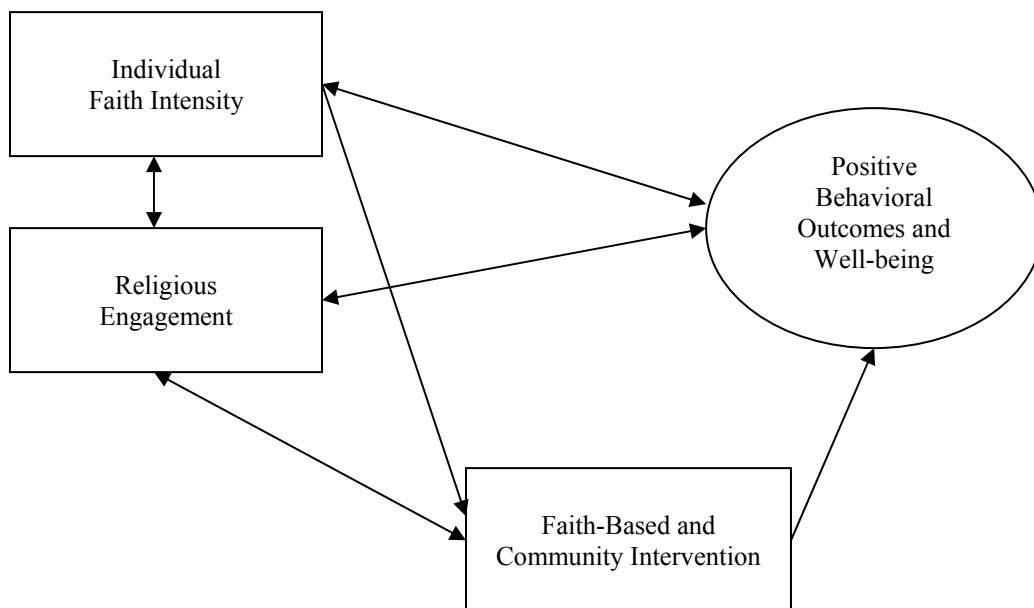 Individual
Faith Intensity
Positive
Behavioral
Outcomes and
Well-being
Religious
Engagement
Faith-Based and
Community Intervention